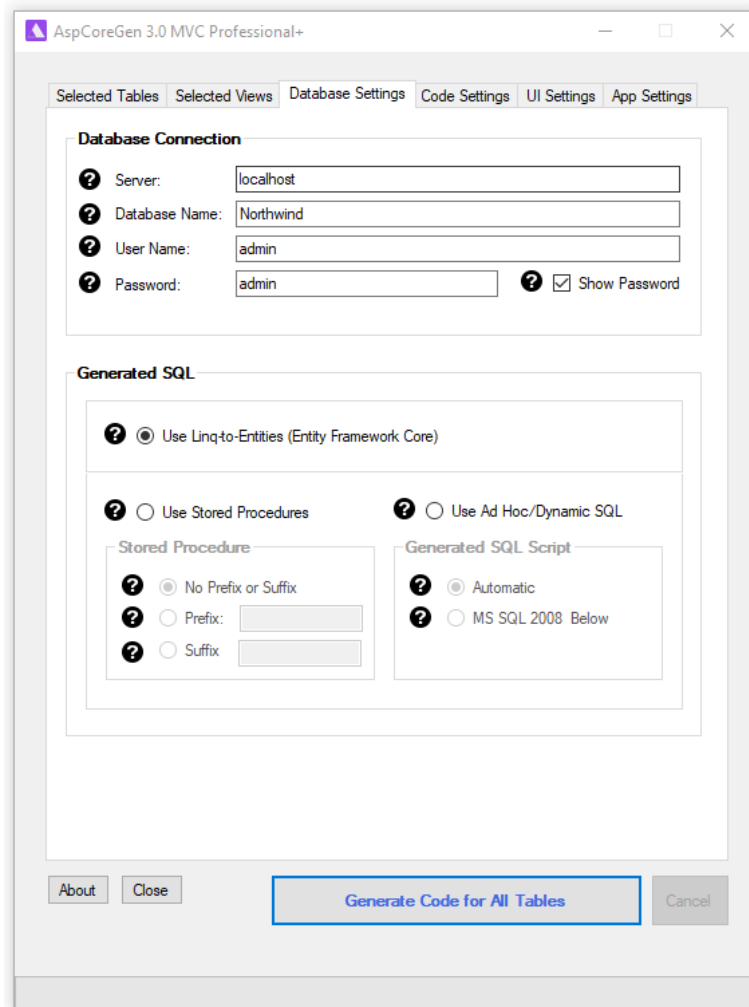 AspCoreGen 3.0 MVC Professional+
Selected Tables Selected Views Database Settings Code Settings UI Settings App Settings
Database Connection
? Server: localhost
? Database Name: Northwind
? User Name: admin
? Password: admin ? Show Password
Generated SQL
? Use Linq-to-Entities (Entity Framework Core)
? Use Stored Procedures ? Use Ad Hoc/Dynamic SQL
Stored Procedure Generated SQL Script
? No Prefix or Suffix ? Automatic
? Prefix: ? MS SQL 2008 Below
? Suffix
About Close Generate Code for All Tables Cancel